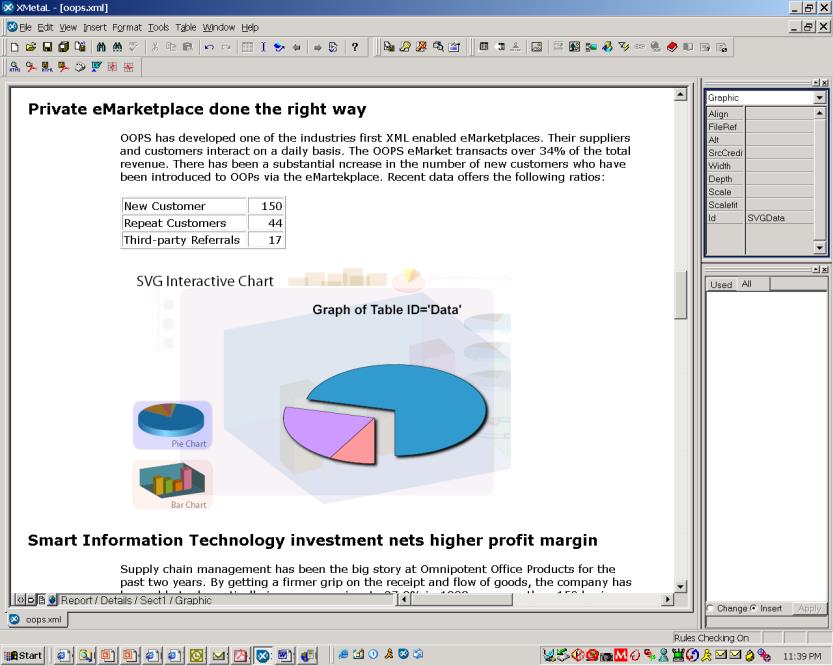 XMetaL - [oops.xml]
File Edit View Insert Format Tools Table Window Help
Private eMarketplace done the right way
OOPS has developed one of the industries first XML enabled eMarketplaces. Their suppliers
and customers interact on a daily basis. The OOPS eMarket transacts over 34% of the total
revenue. There has been a substantial ncrease in the number of new customers who have
been introduced to OOPs via the eMartekplace. Recent data offers the following ratios:
New Customer 150
Repeat Customers 44
Third-party Referrals 17
SVG Interactive Chart
Graph of Table ID='Data'
Pie Chart
Bar Chart
Smart Information Technology investment nets higher profit margin
Supply chain management has been the big story at Omnipotent Office Products for the
past two years. By getting a firmer grip on the receipt and flow of goods, the company has
Report / Details / Sect1 / Graphic
oops.xml
Graphic
Align
FileRef
Alt
SrcCredi
Width
Depth
Scale
Scalefit
Id SVGData
Used All
Change Insert Apply
Rules Checking On
Start
11:39 PM